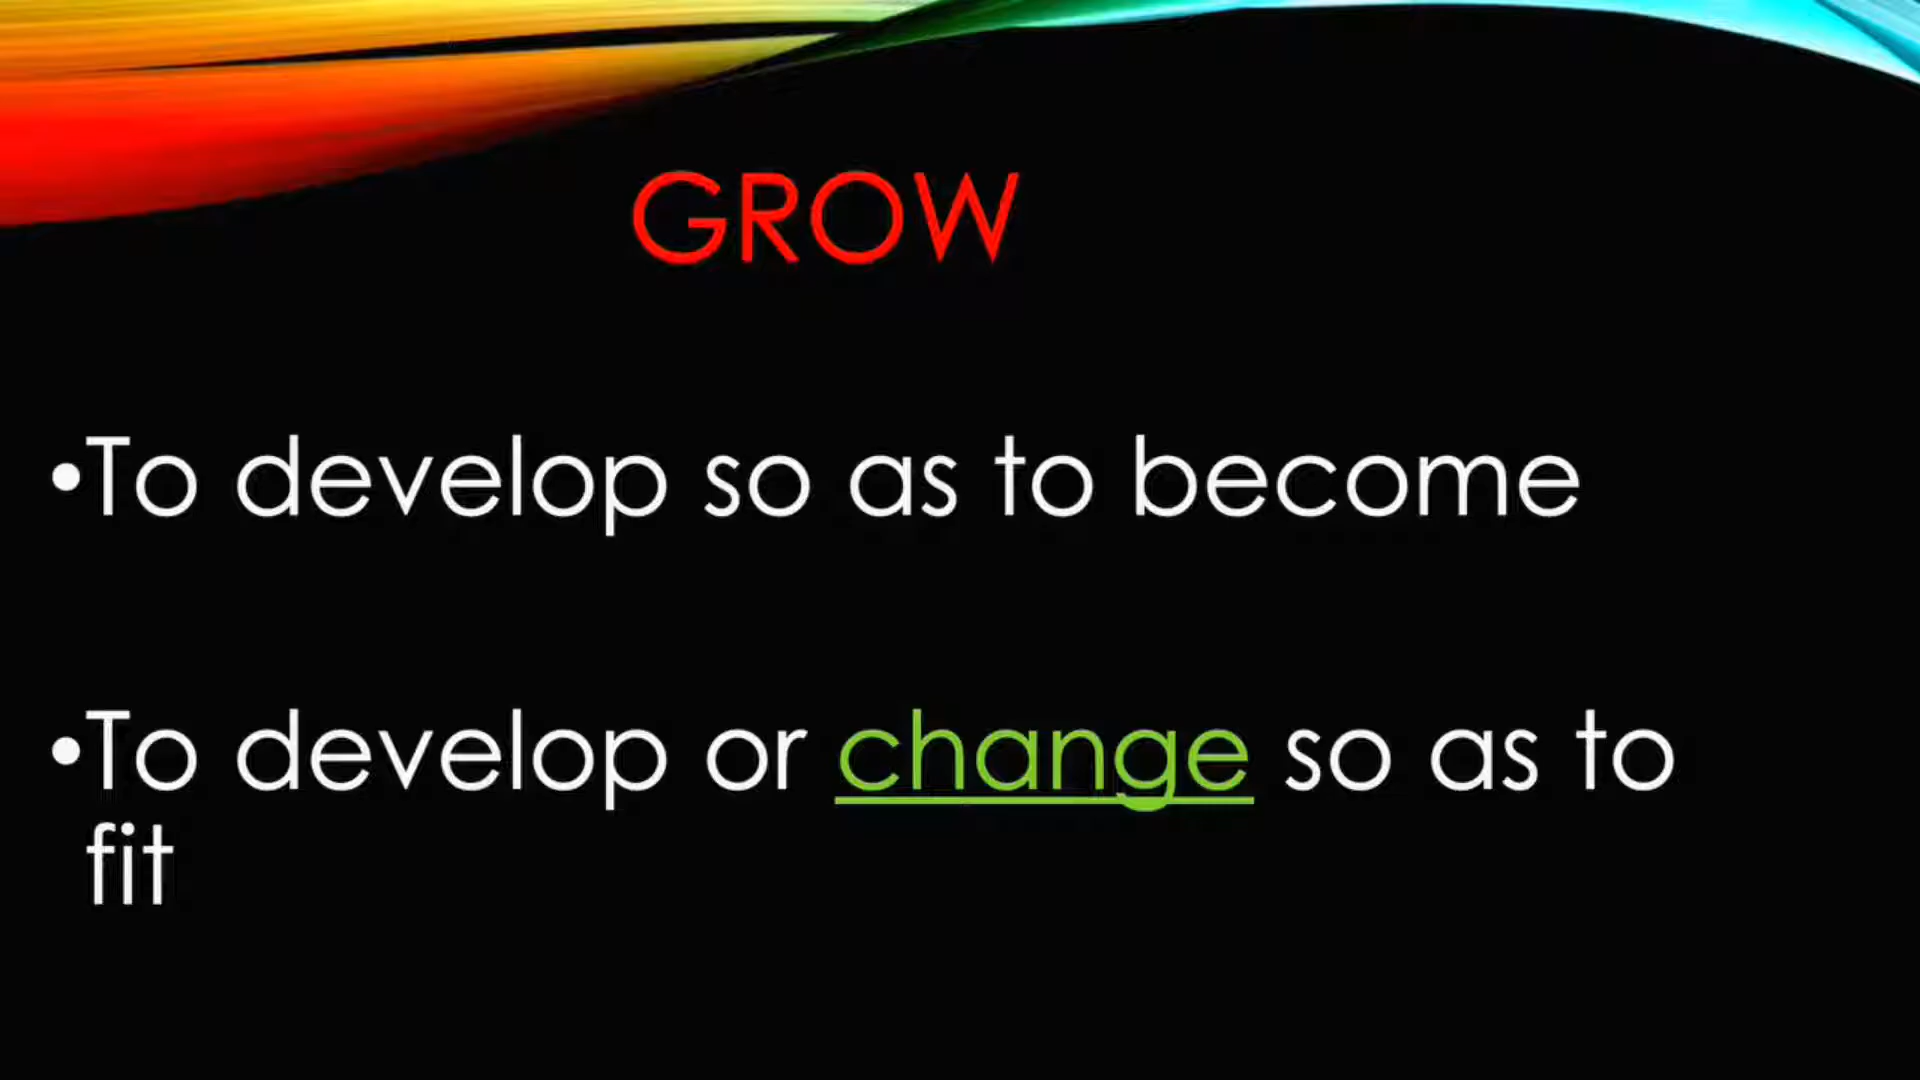 GROW
•To develop so as to become
•To develop or change so as to
fit